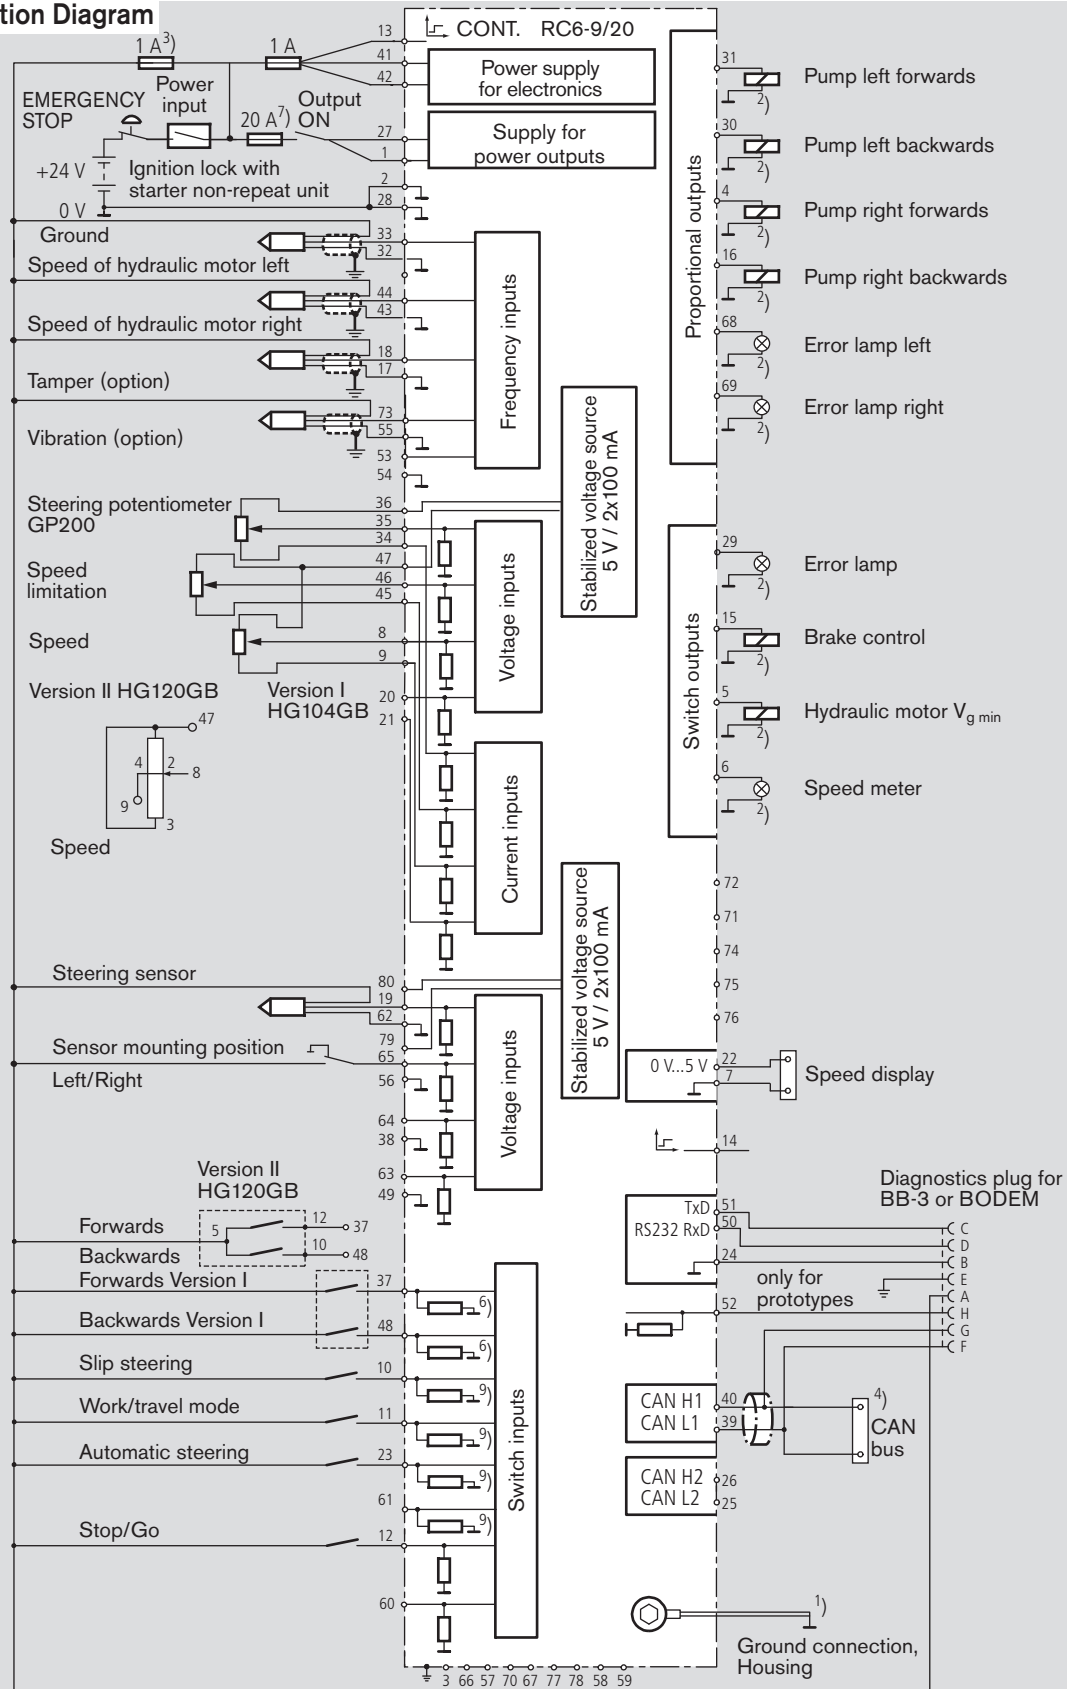 tion Diagram
CONT. RC6-9/20
1 A3)
1 A
13
41
42
Power supply
for electronics
EMERGENCY
STOP
Power
input
20 A7)
Output
ON
27
1
Supply for
power outputs
+24 V
Ignition lock with
starter non-repeat unit
0 V
2
28
Ground
33
32
Speed of hydraulic motor left
44
43
Speed of hydraulic motor right
18
17
Tamper (option)
73
55
Vibration (option)
53
54
Frequency inputs
Steering potentiometer
GP200
36
35
34
Speed
limitation
47
46
45
Speed
8
9
20
21
Version II HG120GB
Version I
HG104GB
47
4
2
8
9
3
Speed
Voltage inputs
Current inputs
Stabilized voltage source
5 V / 2x100 mA
Steering sensor
80
19
62
Sensor mounting position
79
65
Left/Right
56
64
38
63
49
Voltage inputs
Stabilized voltage source
5 V / 2x100 mA
Version II
HG120GB
Forwards
5
12
37
Backwards
10
48
Forwards Version I
37
6)
Backwards Version I
48
6)
Slip steering
10
9)
Work/travel mode
11
9)
Automatic steering
23
9)
61
9)
Stop/Go
12
60
Switch inputs
3 66 57 70 67 77 78 58 59
Proportional outputs
31
2)
Pump left forwards
30
2)
Pump left backwards
4
2)
Pump right forwards
16
2)
Pump right backwards
68
2)
Error lamp left
69
2)
Error lamp right
Switch outputs
29
2)
Error lamp
15
2)
Brake control
5
2)
Hydraulic motor Vg min
6
2)
Speed meter
72
71
74
75
76
0 V...5 V
22
7
Speed display
14
Diagnostics plug for
BB-3 or BODEM
TxD
RS232 RxD
51
50
24
C
D
B
E
A
H
G
F
only for
prototypes
52
CAN H1
CAN L1
40
39
4)
CAN
bus
CAN H2
CAN L2
26
25
1)
Ground connection,
Housing